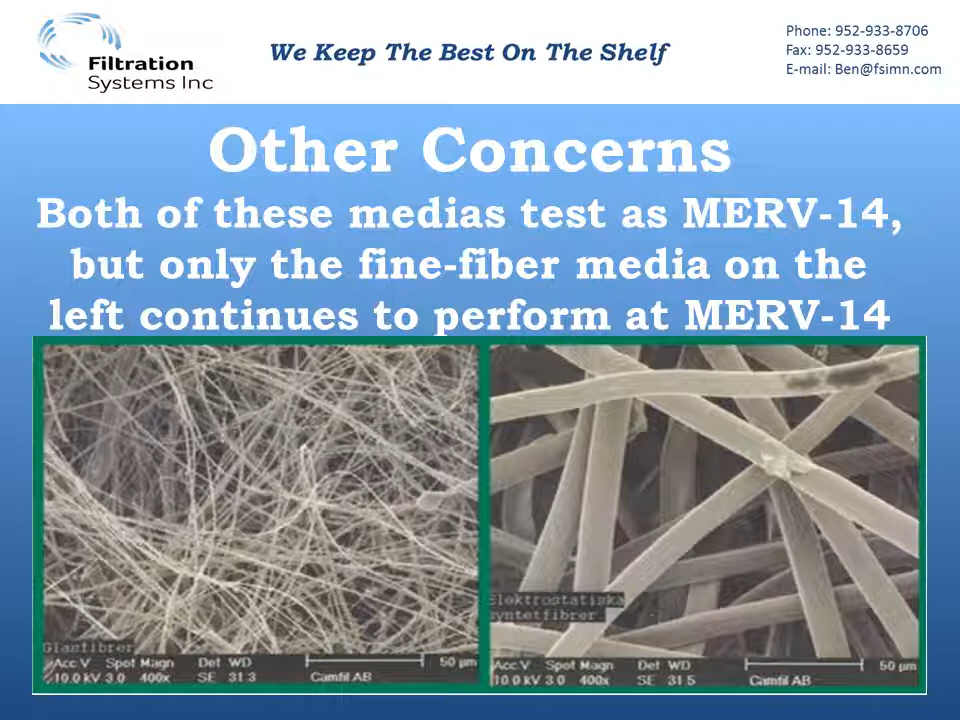 Filtration
Systems Inc
We Keep The Best On The Shelf
Phone: 952-933-8706
Fax: 952-933-8659
E-mail: Ben@fsimn.com
Other Concerns
Both of these medias test as MERV-14,
but only the fine-fiber media on the
left continues to perform at MERV-14
Glasfibrer
Acc.V Spot Magn Det WD 50 µm
10.0 kV 3.0 400x SE 31.3 Camfil AB
Elektrostatiska
syntetfibrer
Acc.V Spot Magn Det WD 50 µm
10.0 kV 3.0 400x SE 31.5 Camfil AB